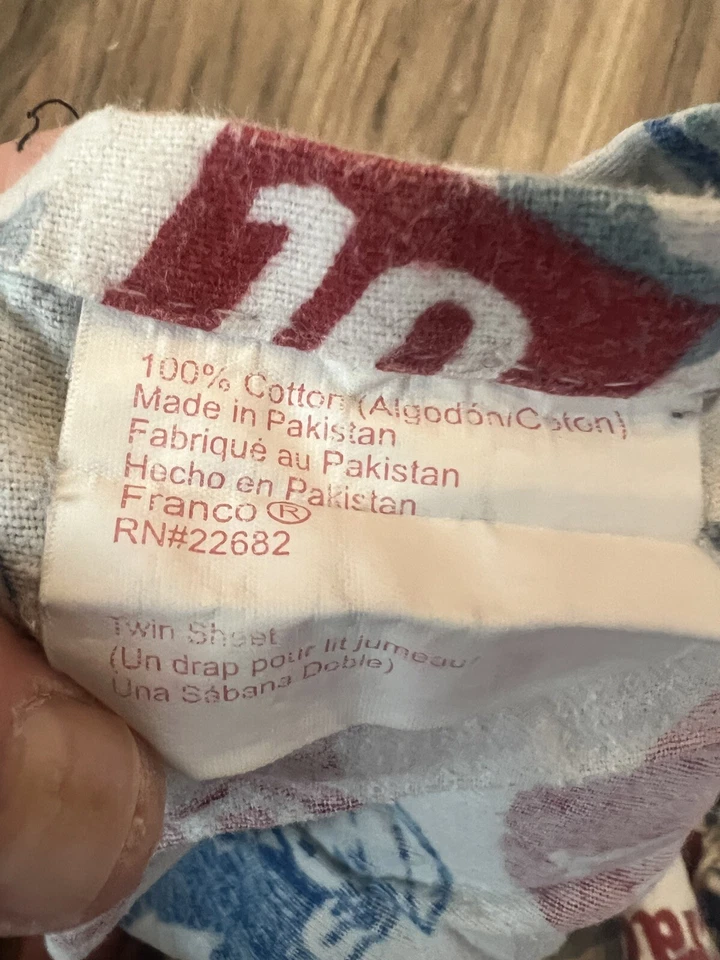 10
100% Cotton (Algodón/Coton)
Made in Pakistan
Fabriqué au Pakistan
Hecho en Pakistan
Franco ®
RN#22682
Twin Sheet
(Un drap pour lit jumeau/
Una Sábana Doble)